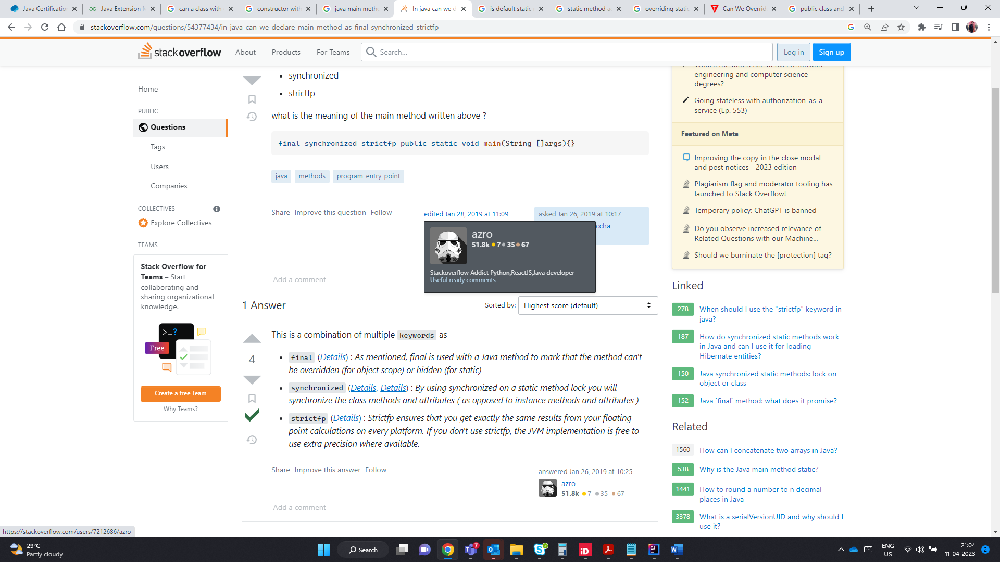 Java Certification
Java Extension M
can a class with
constructor with
java main metho
In java can we d
is default static
static method a
overriding static
Can We Overrid
public class and
stackoverflow.com/questions/54377434/in-java-can-we-declare-main-method-as-final-synchronized-strictfp
stackoverflow
About
Products
For Teams
Search...
Log in
Sign up
Home
PUBLIC
Questions
Tags
Users
Companies
COLLECTIVES
Explore Collectives
TEAMS
Stack Overflow for
Teams – Start
collaborating and
sharing organizational
knowledge.
>_?
Free
Create a free Team
Why Teams?
• synchronized
• strictfp
what is the meaning of the main method written above ?
final synchronized strictfp public static void main(String []args){}
java
methods
program-entry-point
Share Improve this question Follow
edited Jan 28, 2019 at 11:09
asked Jan 26, 2019 at 10:17
ccha
azro
51.8k 7 35 67
Stackoverflow Addict Python,ReactJS,Java developer
Useful ready comments
Add a comment
1 Answer
Sorted by:
Highest score (default)
4
This is a combination of multiple keywords as
• final (Details) : As mentioned, final is used with a Java method to mark that the method can't
be overridden (for object scope) or hidden (for static)
• synchronized (Details, Details) : By using synchronized on a static method lock you will
synchronize the class methods and attributes ( as opposed to instance methods and attributes )
• strictfp (Details) : Strictfp ensures that you get exactly the same results from your floating
point calculations on every platform. If you don't use strictfp, the JVM implementation is free to
use extra precision where available.
Share Improve this answer Follow
answered Jan 26, 2019 at 10:25
azro
51.8k 7 35 67
Add a comment
What's the difference between software
engineering and computer science
degrees?
Going stateless with authorization-as-a-
service (Ep. 553)
Featured on Meta
Improving the copy in the close modal
and post notices - 2023 edition
Plagiarism flag and moderator tooling has
launched to Stack Overflow!
Temporary policy: ChatGPT is banned
Do you observe increased relevance of
Related Questions with our Machine...
Should we burninate the [protection] tag?
Linked
278 When should I use the "strictfp" keyword in
java?
187 How do synchronized static methods work
in Java and can I use it for loading
Hibernate entities?
150 Java synchronized static methods: lock on
object or class
152 Java `final` method: what does it promise?
Related
1560 How can I concatenate two arrays in Java?
538 Why is the Java main method static?
1441 How to round a number to n decimal
places in Java
3378 What is a serialVersionUID and why should I
use it?
https://stackoverflow.com/users/7212686/azro
29°C
Partly cloudy
Search
7
iD
IJ
W
ENG
US
21:04
11-04-2023
2